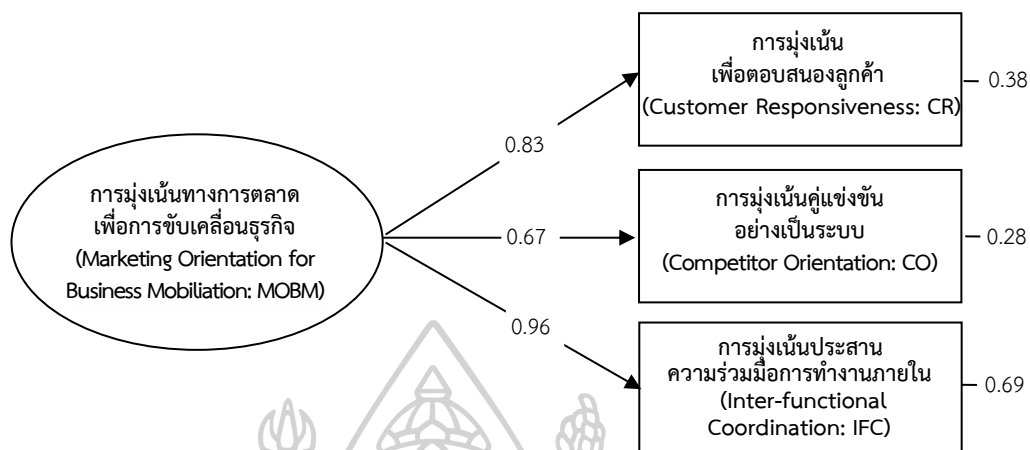 การมุ่งเน้นทางการตลาด
เพื่อการขับเคลื่อนธุรกิจ
(Marketing Orientation for
Business Mobiliation: MOBM)
0.83
0.67
0.96
การมุ่งเน้น
เพื่อตอบสนองลูกค้า
(Customer Responsiveness: CR)
0.38
การมุ่งเน้นคู่แข่งขัน
อย่างเป็นระบบ
(Competitor Orientation: CO)
0.28
การมุ่งเน้นประสาน
ความร่วมมือการทำงานภายใน
(Inter-functional
Coordination: IFC)
0.69